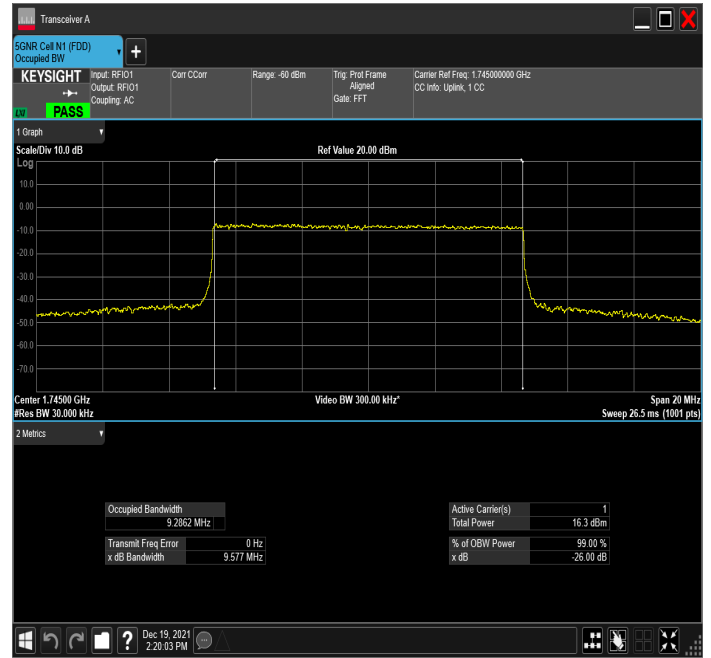 Transceiver A
5GNR Cell N1 (FDD)
Occupied BW
KEYSIGHT
Input: RFIO1
Output: RFIO1
Coupling: AC
Corr CCorr
Range: -60 dBm
Trig: Prot Frame
Aligned
Gate: FFT
Carrier Ref Freq: 1.745000000 GHz
CC Info: Uplink, 1 CC
LXI
PASS
1 Graph
Scale/Div 10.0 dB
Ref Value 20.00 dBm
Log
10.0
0.00
-10.0
-20.0
-30.0
-40.0
-50.0
-60.0
-70.0
Center 1.74500 GHz
Video BW 300.00 kHz*
Span 20 MHz
#Res BW 30.000 kHz
Sweep 26.5 ms (1001 pts)
2 Metrics
Occupied Bandwidth
9.2862 MHz
Active Carrier(s) 1
Total Power 16.3 dBm
Transmit Freq Error 0 Hz
x dB Bandwidth 9.577 MHz
% of OBW Power 99.00 %
x dB -26.00 dB
?
Dec 19, 2021
2:20:03 PM